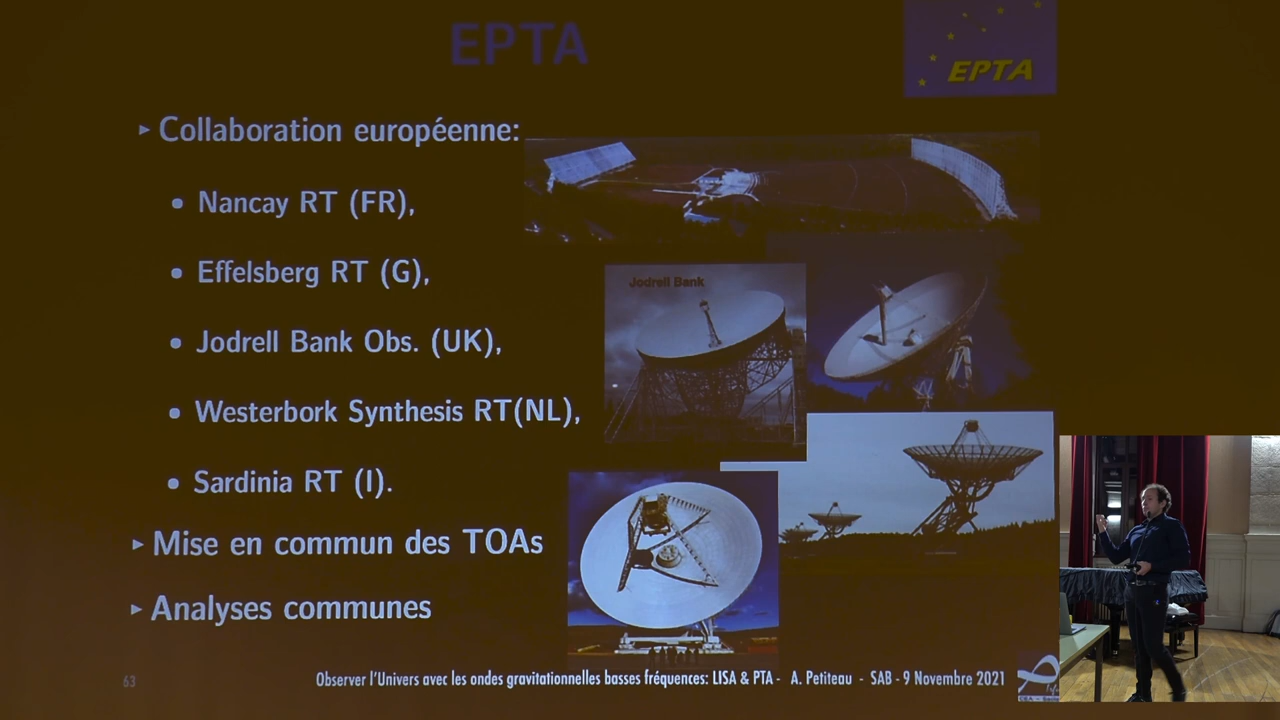 EPTA
EPTA
▸ Collaboration européenne:
• Nancay RT (FR),
• Effelsberg RT (G),
• Jodrell Bank Obs. (UK),
• Westerbork Synthesis RT(NL),
• Sardinia RT (I).
Jodrell Bank
▸ Mise en commun des TOAs
▸ Analyses communes
63
Observer l'Univers avec les ondes gravitationnelles basses fréquences: LISA & PTA - A. Petiteau - SAB - 9 Novembre 2021